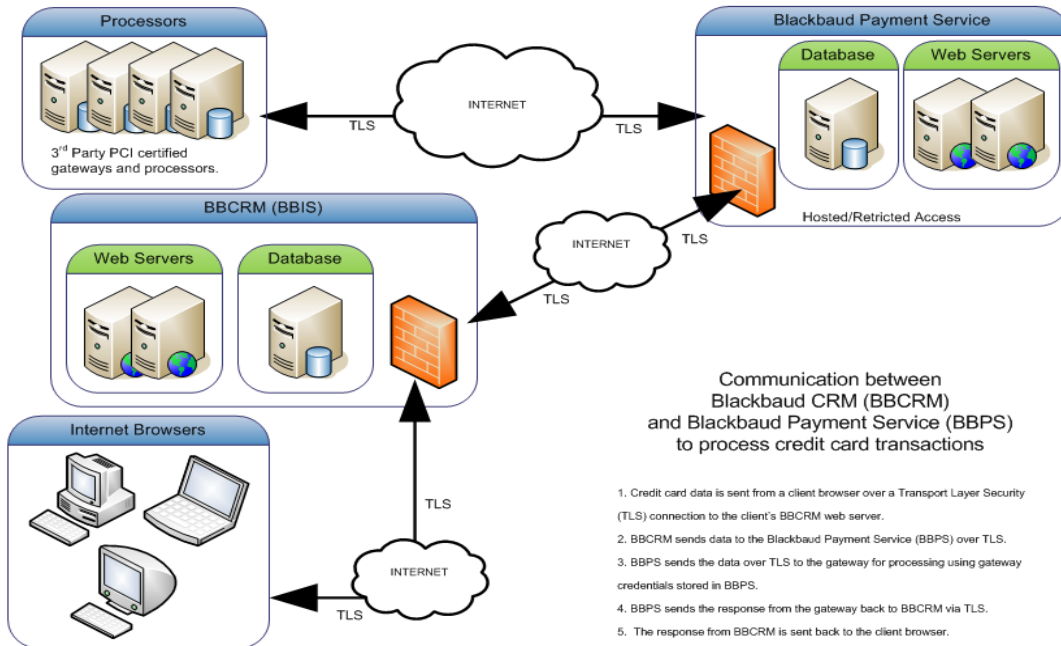 Processors
3rd Party PCI certified
gateways and processors.
TLS
INTERNET
TLS
Blackbaud Payment Service
Database
Web Servers
Hosted/Retricted Access
BBCRM (BBIS)
Web Servers
Database
TLS
INTERNET
TLS
Internet Browsers
TLS
INTERNET
TLS
Communication between
Blackbaud CRM (BBCRM)
and Blackbaud Payment Service (BBPS)
to process credit card transactions
1. Credit card data is sent from a client browser over a Transport Layer Security
(TLS) connection to the client's BBCRM web server.
2. BBCRM sends data to the Blackbaud Payment Service (BBPS) over TLS.
3. BBPS sends the data over TLS to the gateway for processing using gateway
credentials stored in BBPS.
4. BBPS sends the response from the gateway back to BBCRM via TLS.
5. The response from BBCRM is sent back to the client browser.